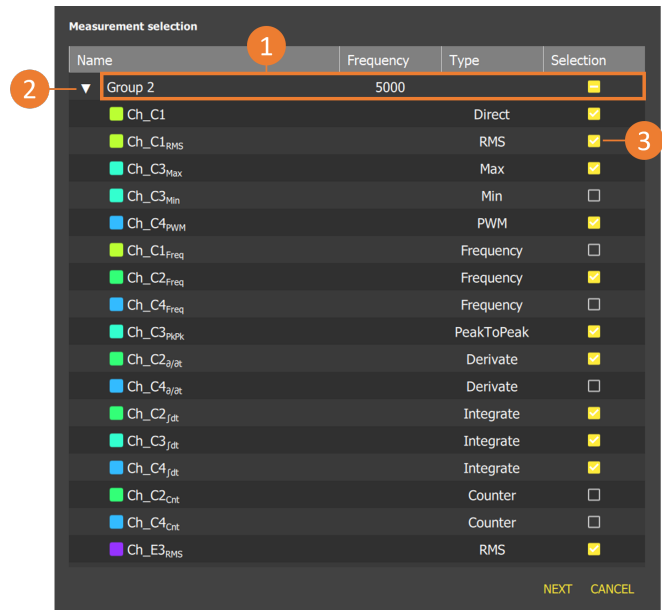 Measurement selection
1
Name Frequency Type Selection
2
Group 2 5000
Ch_C1 Direct
Ch_C1RMS RMS
3
Ch_C3Max Max
Ch_C3Min Min
Ch_C4PWM PWM
Ch_C1Freq Frequency
Ch_C2Freq Frequency
Ch_C4Freq Frequency
Ch_C3PkPk PeakToPeak
Ch_C2∂/∂t Derivate
Ch_C4∂/∂t Derivate
Ch_C2∫dt Integrate
Ch_C3∫dt Integrate
Ch_C4∫dt Integrate
Ch_C2Cnt Counter
Ch_C4Cnt Counter
Ch_E3RMS RMS
NEXT CANCEL